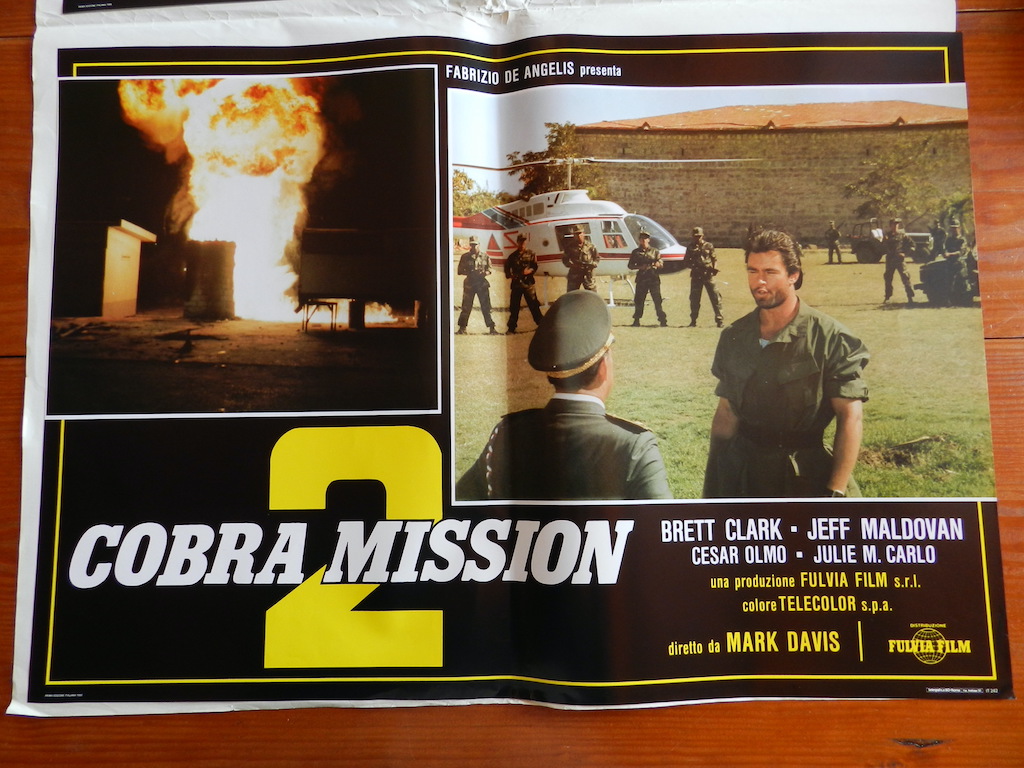 FABRIZIO DE ANGELIS presenta
2
COBRA MISSION
BRETT CLARK - JEFF MALDOVAN
CESAR OLMO - JULIE M. CARLO
una produzione FULVIA FILM s.r.l.
colore TELECOLOR s.p.a.
diretto da MARK DAVIS
DISTRIBUZIONE
FULVIA FILM